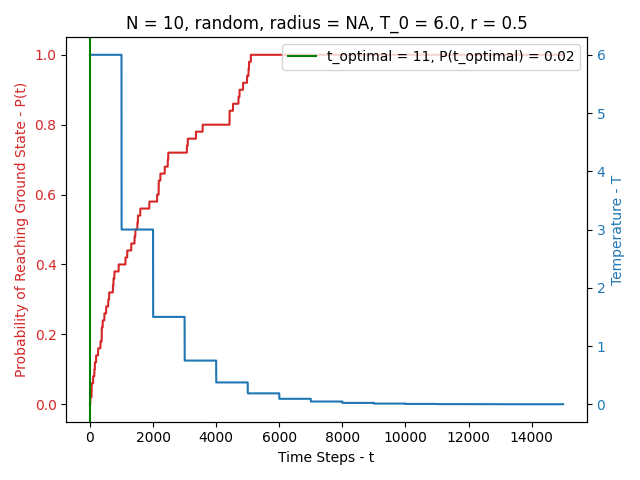 N = 10, random, radius = NA, T_0 = 6.0, r = 0.5
t_optimal = 11, P(t_optimal) = 0.02
Probability of Reaching Ground State - P(t)
1.0
0.8
0.6
0.4
0.2
0.0
6
5
4
3
2
1
0
Temperature - T
0 2000 4000 6000 8000 10000 12000 14000
Time Steps - t